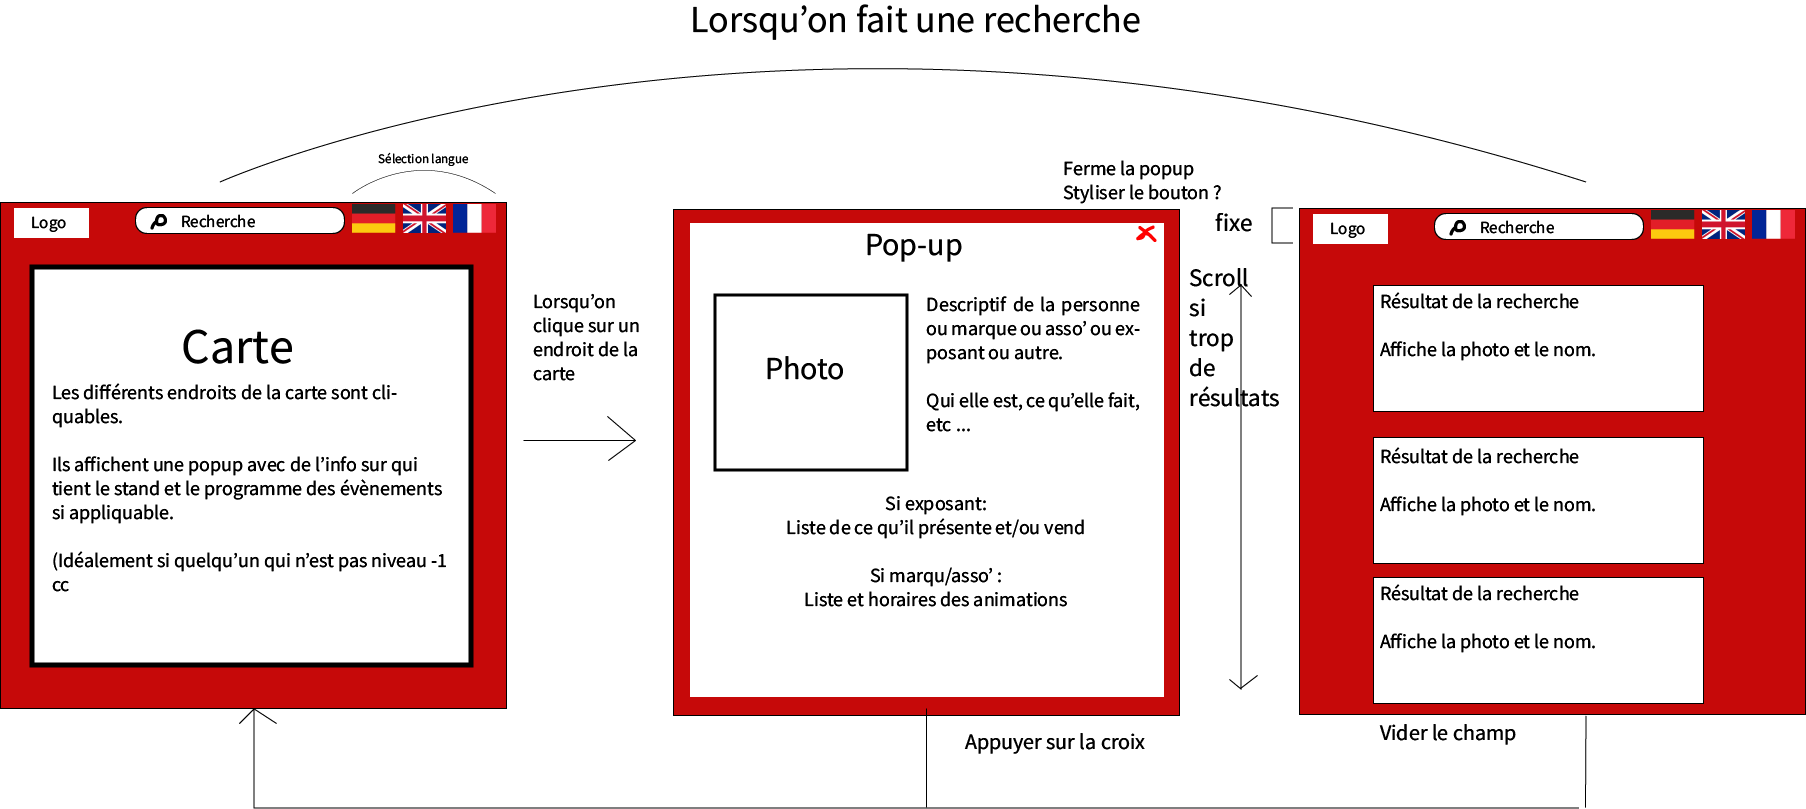 Lorsqu'on fait une recherche
Sélection langue
Logo
Recherche
Carte
Les différents endroits de la carte sont cli-
quables.
Ils affichent une popup avec de l'info sur qui
tient le stand et le programme des évènements
si appliquable.
(Idéalement si quelqu'un qui n'est pas niveau -1
cc
Lorsqu'on
clique sur un
endroit de la
carte
Ferme la popup
Styliser le bouton ?
Pop-up
Photo
Descriptif de la personne
ou marque ou asso' ou ex-
posant ou autre.
Qui elle est, ce qu'elle fait,
etc ...
Si exposant:
Liste de ce qu'il présente et/ou vend
Si marqu/asso' :
Liste et horaires des animations
Appuyer sur la croix
fixe
Scroll
si
trop
de
résultats
Logo
Recherche
Résultat de la recherche
Affiche la photo et le nom.
Résultat de la recherche
Affiche la photo et le nom.
Résultat de la recherche
Affiche la photo et le nom.
Vider le champ